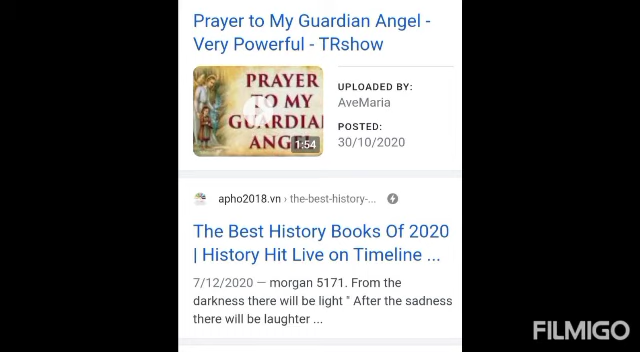 Prayer to My Guardian Angel -
Very Powerful - TRshow
PRAYER
TO MY
GUARDIAN
ANGEL
1:54
UPLOADED BY:
AveMaria
POSTED:
30/10/2020
apho2018.vn › the-best-history-...
The Best History Books Of 2020
| History Hit Live on Timeline ...
7/12/2020 — morgan 5171. From the
darkness there will be light " After the sadness
there will be laughter ...
FILMIGO